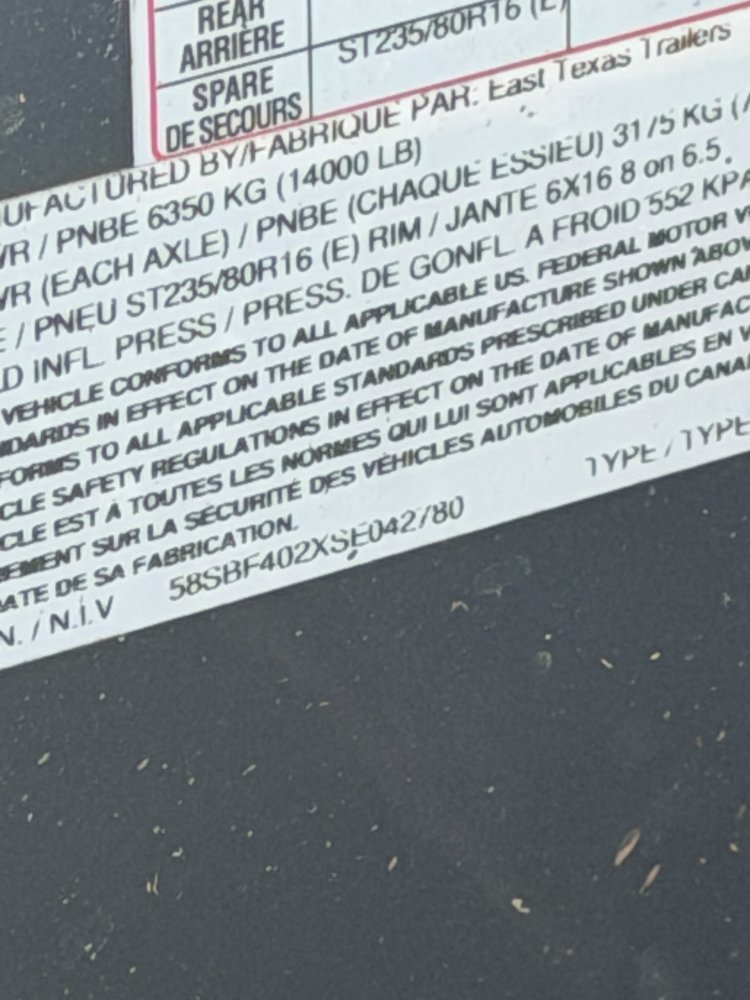 REAR
ARRIÈRE
ST235/80R16 (E)
SPARE
DE SECOURS
UFACTURED BY/FABRIQUE PAR: East Texas Trailers
VR / PNBE 6350 KG (14000 LB)
VR (EACH AXLE) / PNBE (CHAQUE ESSIEU) 3175 KG (
E / PNEU ST235/80R16 (E) RIM / JANTE 6X16 8 on 6.5
LD INFL. PRESS / PRESS. DE GONFL. A FROID 552 KPA
VEHICLE CONFORMS TO ALL APPLICABLE US. FEDERAL MOTOR V
NDARDS IN EFFECT ON THE DATE OF MANUFACTURE SHOWN ABOV
FORMS TO ALL APPLICABLE STANDARDS PRESCRIBED UNDER CA
CLE SAFETY REGULATIONS IN EFFECT ON THE DATE OF MANUFAC
CLE EST À TOUTES LES NORMES QUI LUI SONT APPLICABLES EN V
EMENT SUR LA SÉCURITÉ DES VÉHICLES AUTOMOBILES DU CANA
ATE DE SA FABRICATION.
N. / N.I.V 58SBF402XSE042780 TYPE / TYPE